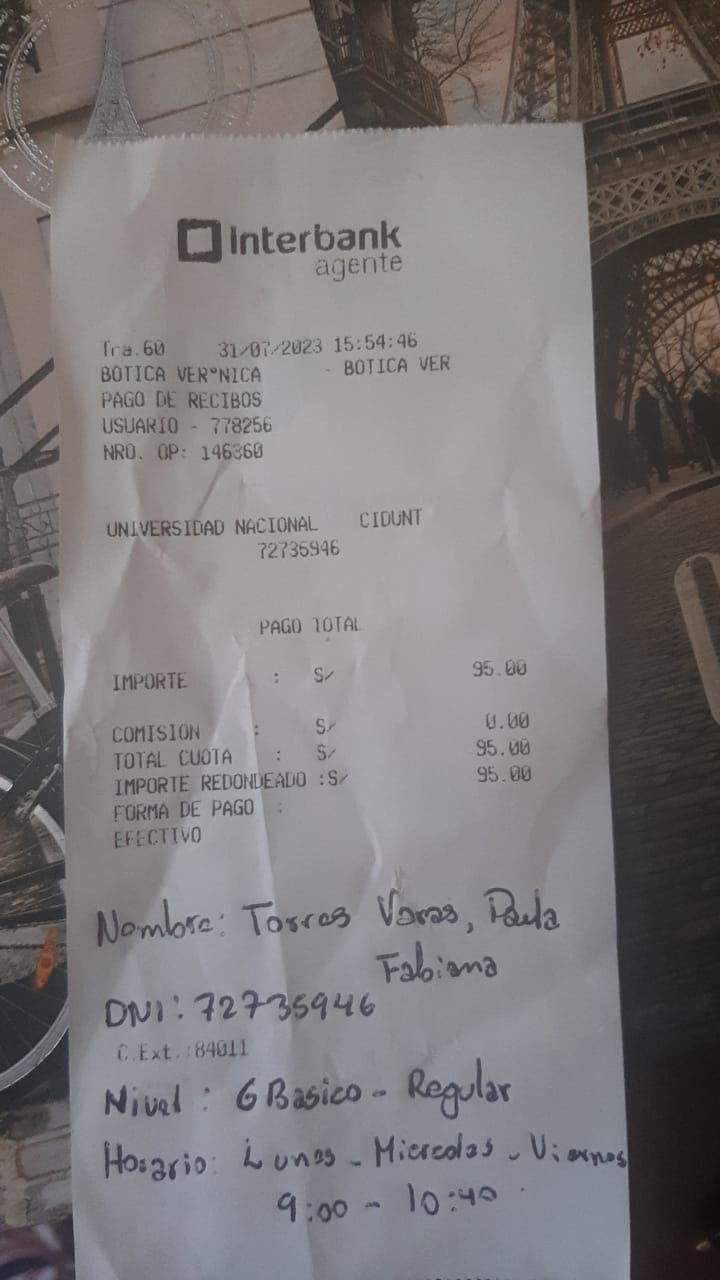 Interbank
agente
Tra.60 31/07/2023 15:54:46
BOTICA VER°NICA - BOTICA VER
PAGO DE RECIBOS
USUARIO - 778256
NRO. OP: 146360
UNIVERSIDAD NACIONAL CIDUNT
72735946
PAGO TOTAL
IMPORTE : S/ 95.00
COMISION : S/ 0.00
TOTAL CUOTA : S/ 95.00
IMPORTE REDONDEADO :S/ 95.00
FORMA DE PAGO :
EFECTIVO
Nombre: Torres Varas, Paula
Fabiana
DNI: 72735946
C.Ext.:84011
Nivel : 6 Basico - Regular
Horario: Lunes - Miercoles - Viernes
9:00 - 10:40